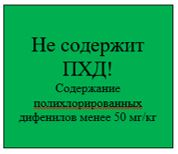 Не содержит
ПХД!
Содержание
полихлорированных
дифенилов менее 50 мг/кг